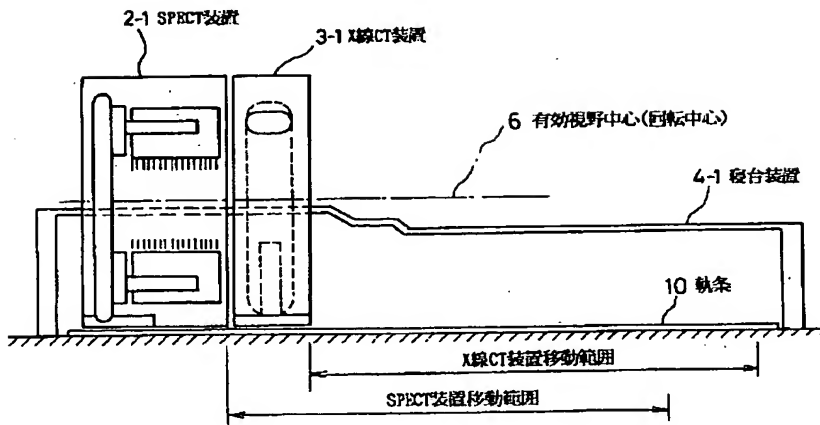 2-1 SPECT装置
3-1 X線CT装置
6 有効視野中心(回転中心)
4-1 寝台装置
10 軌条
X線CT装置移動範囲
SPECT装置移動範囲